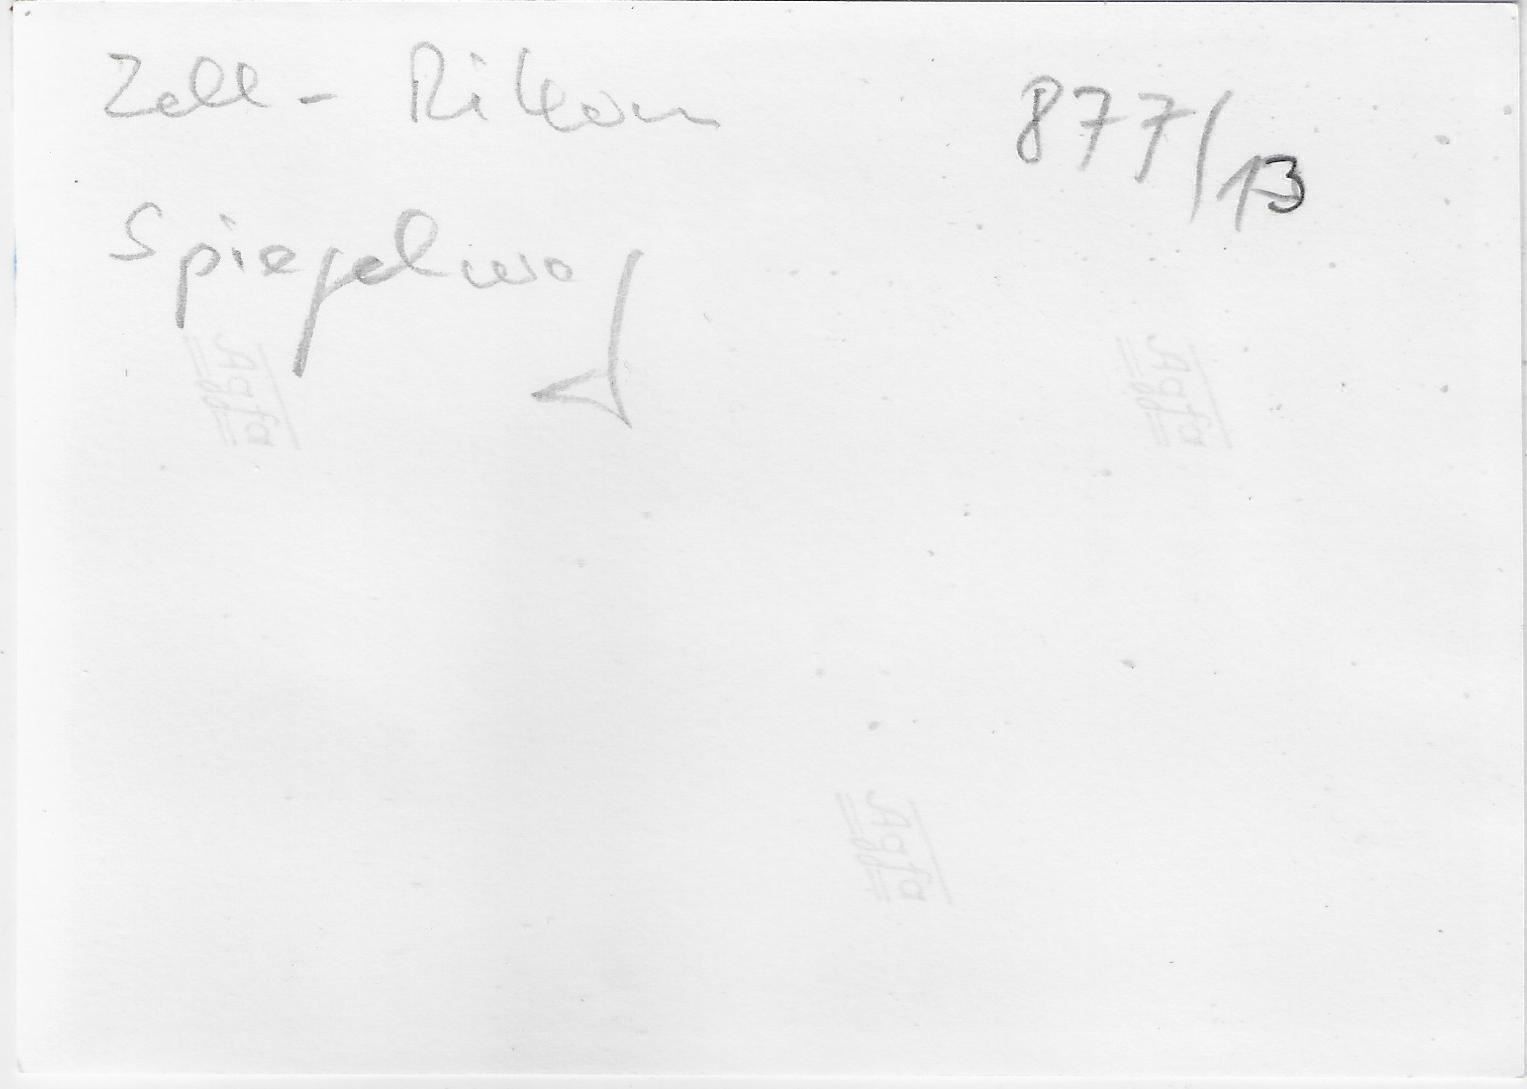 Zell - Rikon
877/13
Spiegelweg
Agfa
Agfa
Agfa